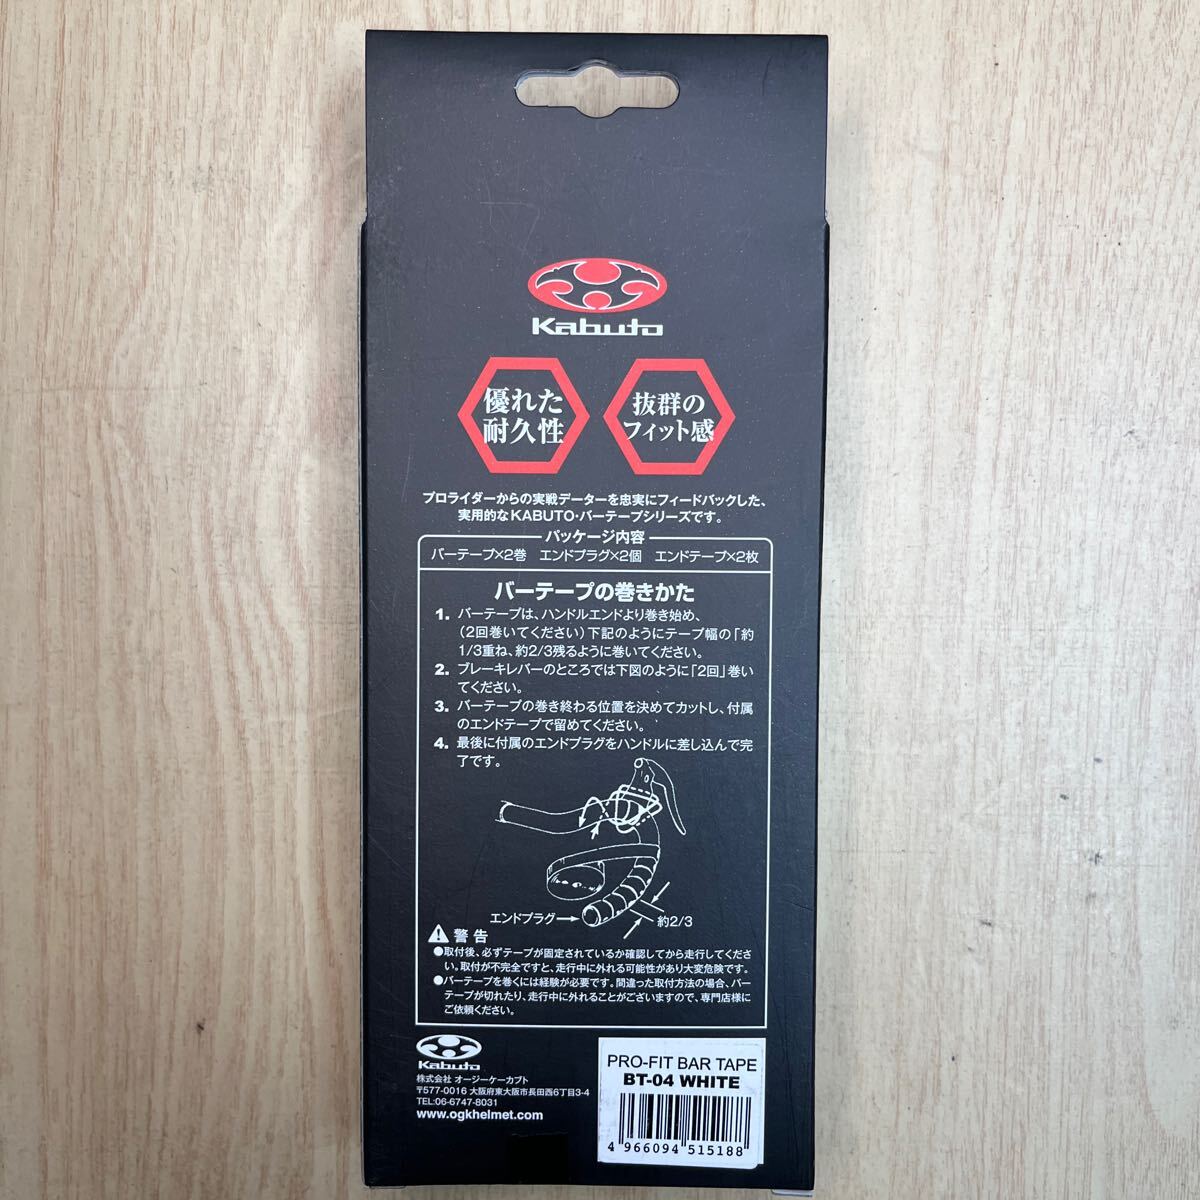 Kabuto
優れた
耐久性
抜群の
フィット感
プロライダーからの実戦データーを忠実にフィードバックした、
実用的なKABUTO・バーテープシリーズです。
パッケージ内容
バーテープ×2巻 エンドプラグ×2個 エンドテープ×2枚
バーテープの巻きかた
1. バーテープは、ハンドルエンドより巻き始め、
(2回巻いてください)下記のようにテープ幅の「約
1/3重ね、約2/3残るように巻いてください。
2. ブレーキレバーのところでは下図のように「2回」巻い
てください。
3. バーテープの巻き終わる位置を決めてカットし、付属
のエンドテープで留めてください。
4. 最後に付属のエンドプラグをハンドルに差し込んで完
了です。
エンドプラグ
約2/3
警告
●取付後、必ずテープが固定されているか確認してから走行してくださ
い。取付が不完全ですと、走行中に外れる可能性があり大変危険です。
●バーテープを巻くには経験が必要です。間違った取付方法の場合、バー
テープが切れたり、走行中に外れることがございますので、専門店様に
ご依頼ください。
Kabuto
株式会社 オージーケーカブト
〒577-0016 大阪府東大阪市長田西6丁目3-4
TEL:06-6747-8031
www.ogkhelmet.com
PRO-FIT BAR TAPE
BT-04 WHITE
4 966094 515188